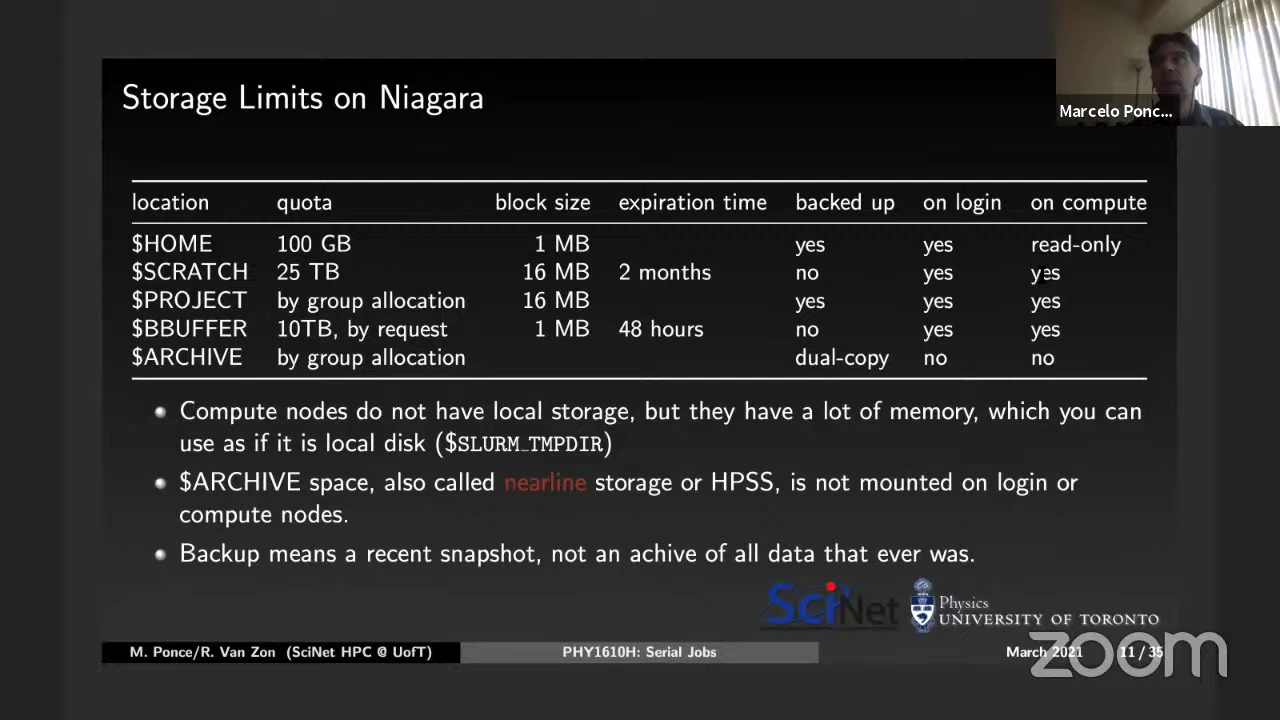 Storage Limits on Niagara
Marcelo Ponc...
location quota block size expiration time backed up on login on compute
$HOME 100 GB 1 MB yes yes read-only
$SCRATCH 25 TB 16 MB 2 months no yes yes
$PROJECT by group allocation 16 MB yes yes yes
$BBUFFER 10TB, by request 1 MB 48 hours no yes yes
$ARCHIVE by group allocation dual-copy no no
Compute nodes do not have local storage, but they have a lot of memory, which you can
use as if it is local disk ($SLURM_TMPDIR)
$ARCHIVE space, also called nearline storage or HPSS, is not mounted on login or
compute nodes.
Backup means a recent snapshot, not an achive of all data that ever was.
SciNet
Physics
UNIVERSITY OF TORONTO
M. Ponce/R. Van Zon (SciNet HPC @ UofT) PHY1610H: Serial Jobs March 2021 11 / 35
zoom